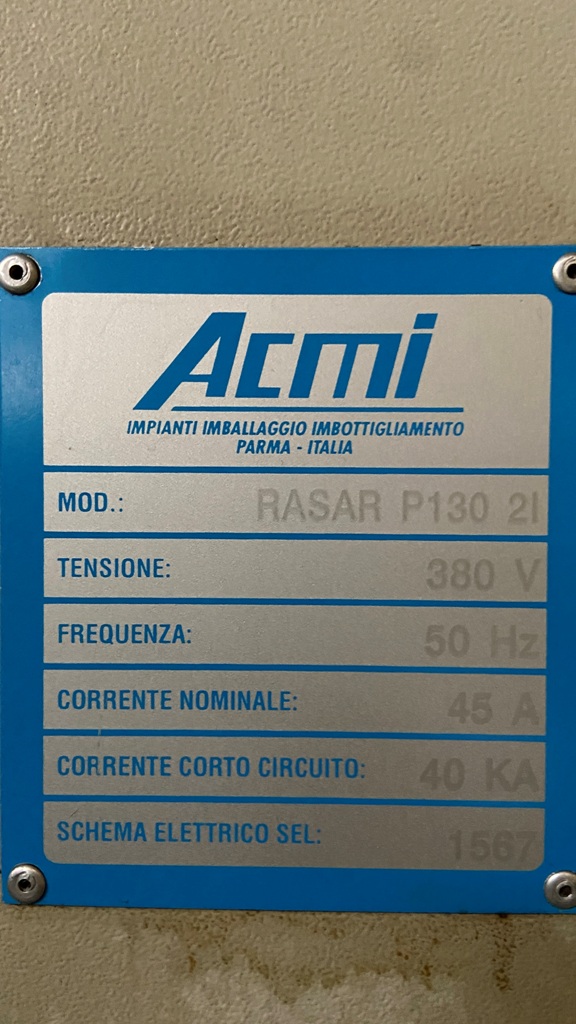 Acmi
IMPIANTI IMBALLAGGIO IMBOTTIGLIAMENTO
PARMA - ITALIA
MOD.: RASAR P130 2I
TENSIONE: 380 V
FREQUENZA: 50 Hz
CORRENTE NOMINALE: 45 A
CORRENTE CORTO CIRCUITO: 40 KA
SCHEMA ELETTRICO SEL: 1567